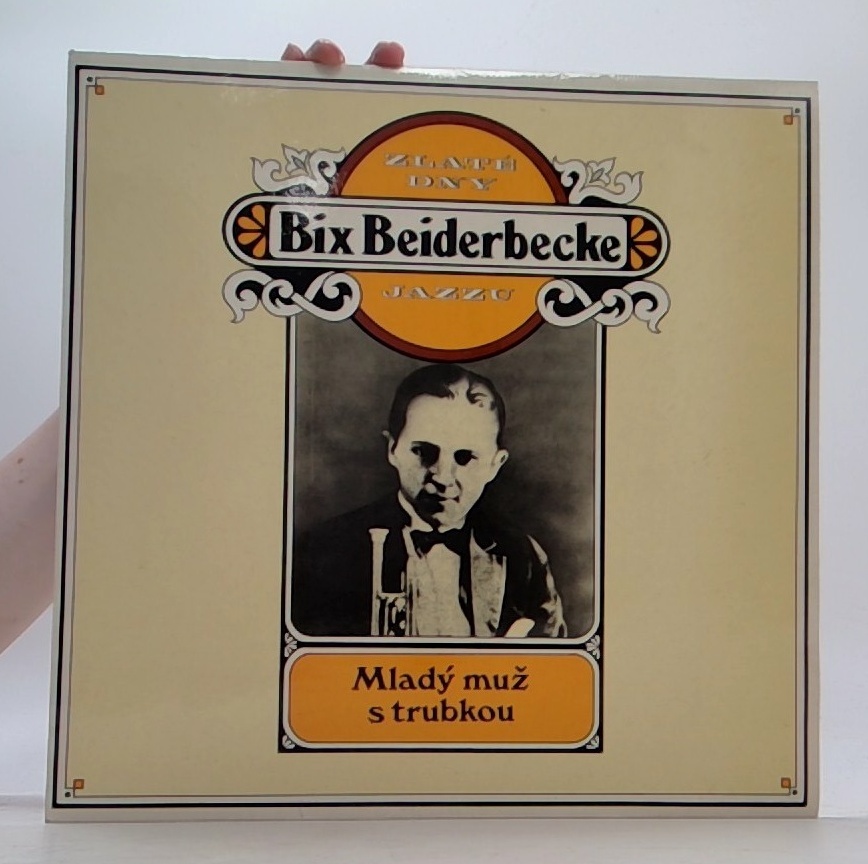 ZLATÉ
DNY
Bix Beiderbecke
JAZZU
Mladý muž
s trubkou